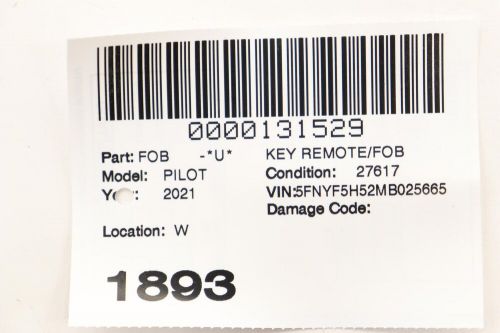 0000131529
Part: FOB -*U* KEY REMOTE/FOB
Model: PILOT Condition: 27617
2021 VIN:5FNYF5H52MB025665
Damage Code:
Location: W
1893